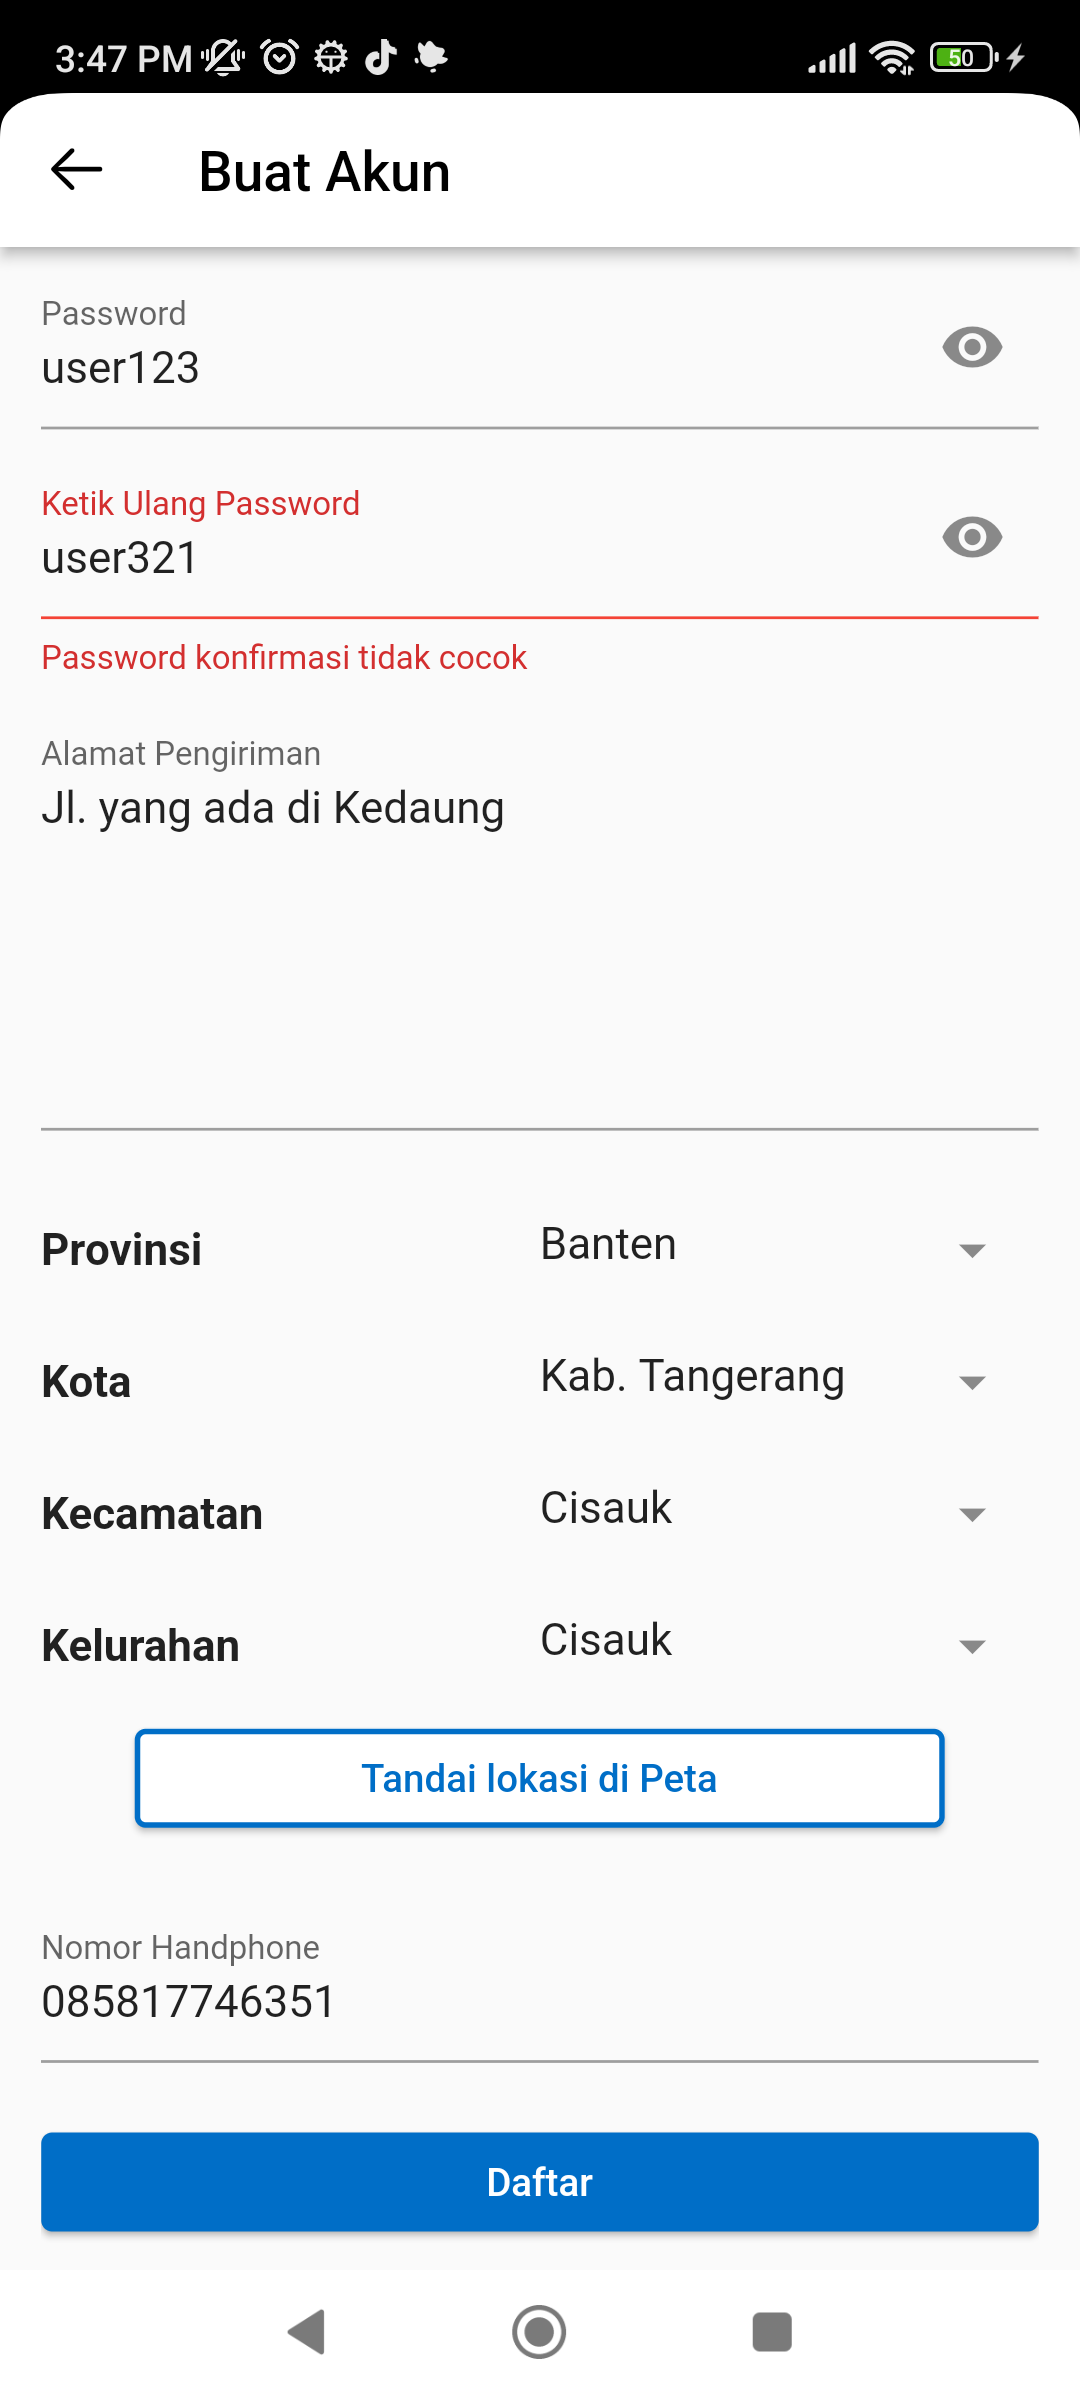 3:47 PM
50
Buat Akun
Password
user123
Ketik Ulang Password
user321
Password konfirmasi tidak cocok
Alamat Pengiriman
Jl. yang ada di Kedaung
Provinsi Banten
Kota Kab. Tangerang
Kecamatan Cisauk
Kelurahan Cisauk
Tandai lokasi di Peta
Nomor Handphone
085817746351
Daftar